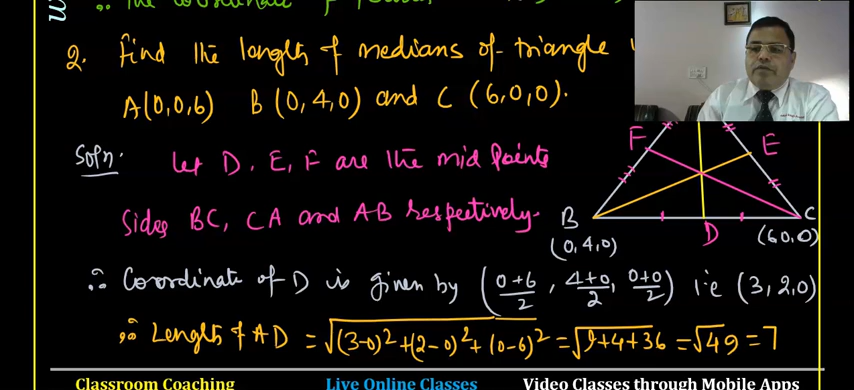 ∴ The coordinate of
2. Find the length of medians of triangle
A(0,0,6) B(0,4,0) and C(6,0,0).
Soln. Let D, E, F are the mid points
Sides BC, CA and AB respectively.
F
E
B
(0,4,0)
D
C
(6,0,0)
∴ Coordinate of D is given by (0+6/2, 4+0/2, 0+0/2) i.e (3,2,0)
∴ Length of AD = √(3-0)²+(2-0)²+(0-6)² = √9+4+36 = √49 = 7
Classroom Coaching Live Online Classes Video Classes through Mobile Apps